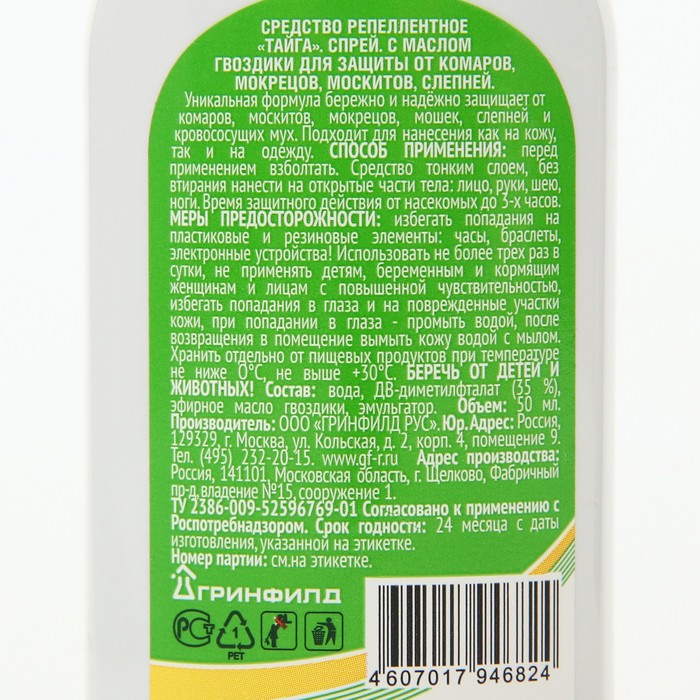 СРЕДСТВО РЕПЕЛЛЕНТНОЕ
«ТАЙГА». СПРЕЙ. С МАСЛОМ
ГВОЗДИКИ ДЛЯ ЗАЩИТЫ ОТ КОМАРОВ,
МОКРЕЦОВ, МОСКИТОВ, СЛЕПНЕЙ.
Уникальная формула бережно и надёжно защищает от
комаров, москитов, мокрецов, мошек, слепней и
кровососущих мух. Подходит для нанесения как на кожу,
так и на одежду. СПОСОБ ПРИМЕНЕНИЯ: перед
применением взболтать. Средство тонким слоем, без
втирания нанести на открытые части тела: лицо, руки, шею,
ноги. Время защитного действия от насекомых до 3-х часов.
МЕРЫ ПРЕДОСТОРОЖНОСТИ: избегать попадания на
пластиковые и резиновые элементы: часы, браслеты,
электронные устройства! Использовать не более трёх раз в
сутки, не применять детям, беременным и кормящим
женщинам и лицам с повышенной чувствительностью,
избегать попадания в глаза и на поврежденные участки
кожи, при попадании в глаза - промыть водой, после
возвращения в помещение вымыть кожу водой с мылом.
Хранить отдельно от пищевых продуктов при температуре
не ниже 0°С, не выше +30°С. БЕРЕЧЬ ОТ ДЕТЕЙ И
ЖИВОТНЫХ! Состав: вода, ДВ-диметилфталат (35 %),
эфирное масло гвоздики, эмульгатор. Объем: 50 мл.
Производитель: ООО «ГРИНФИЛД РУС». Юр. Адрес: Россия,
129329, г. Москва, ул. Кольская, д. 2, корп. 4, помещение 9.
Тел. (495) 232-20-15. www.gf-r.ru. Адрес производства:
Россия, 141101, Московская область, г. Щелково, Фабричный
пр-д, владение №15, сооружение 1.
ТУ 2386-009-52596769-01 Согласовано к применению с
Роспотребнадзором. Срок годности: 24 месяца с даты
изготовления, указанной на этикетке.
Номер партии: см.на этикетке.
ГРИНФИЛД
РСТ 1
PET
4 607017 946824